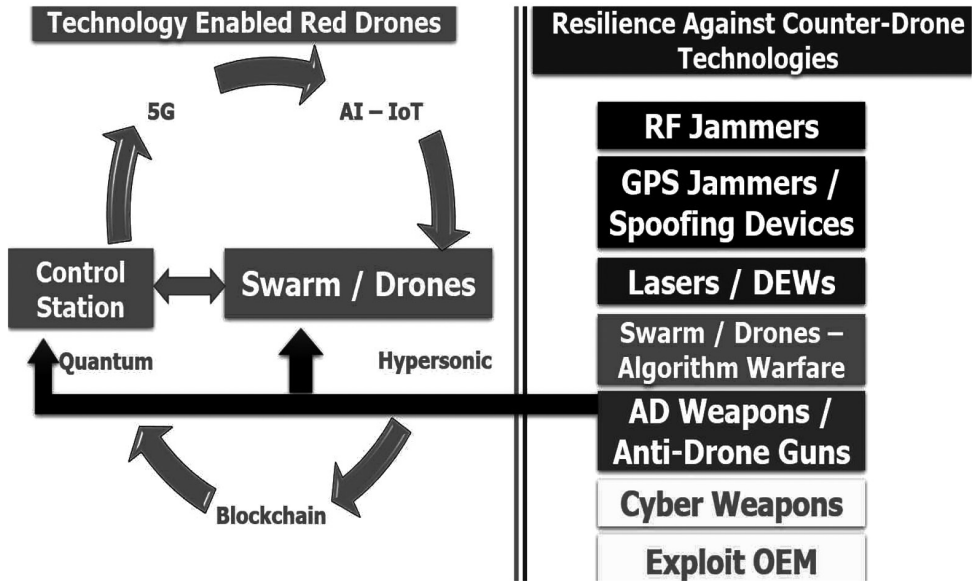 Technology Enabled Red Drones
5G
AI – IoT
Control
Station
Swarm / Drones
Quantum
Hypersonic
Blockchain
Resilience Against Counter-Drone
Technologies
RF Jammers
GPS Jammers /
Spoofing Devices
Lasers / DEWs
Swarm / Drones –
Algorithm Warfare
AD Weapons /
Anti-Drone Guns
Cyber Weapons
Exploit OEM